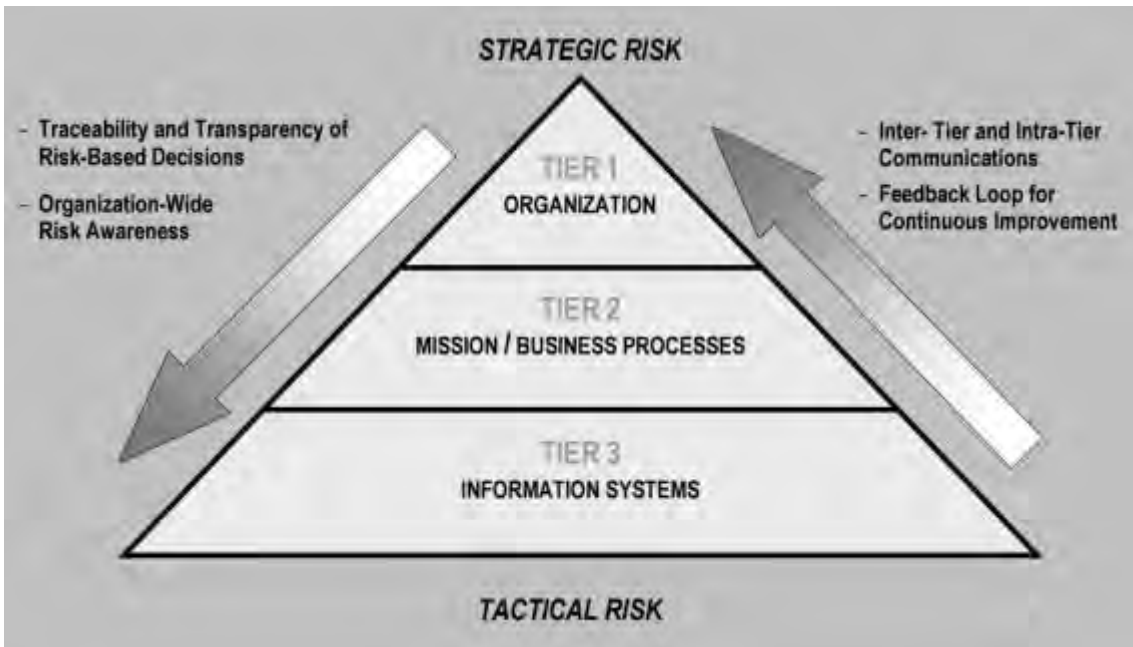 STRATEGIC RISK
– Traceability and Transparency of
Risk-Based Decisions
– Organization-Wide
Risk Awareness
– Inter- Tier and Intra-Tier
Communications
– Feedback Loop for
Continuous Improvement
TIER 1
ORGANIZATION
TIER 2
MISSION / BUSINESS PROCESSES
TIER 3
INFORMATION SYSTEMS
TACTICAL RISK